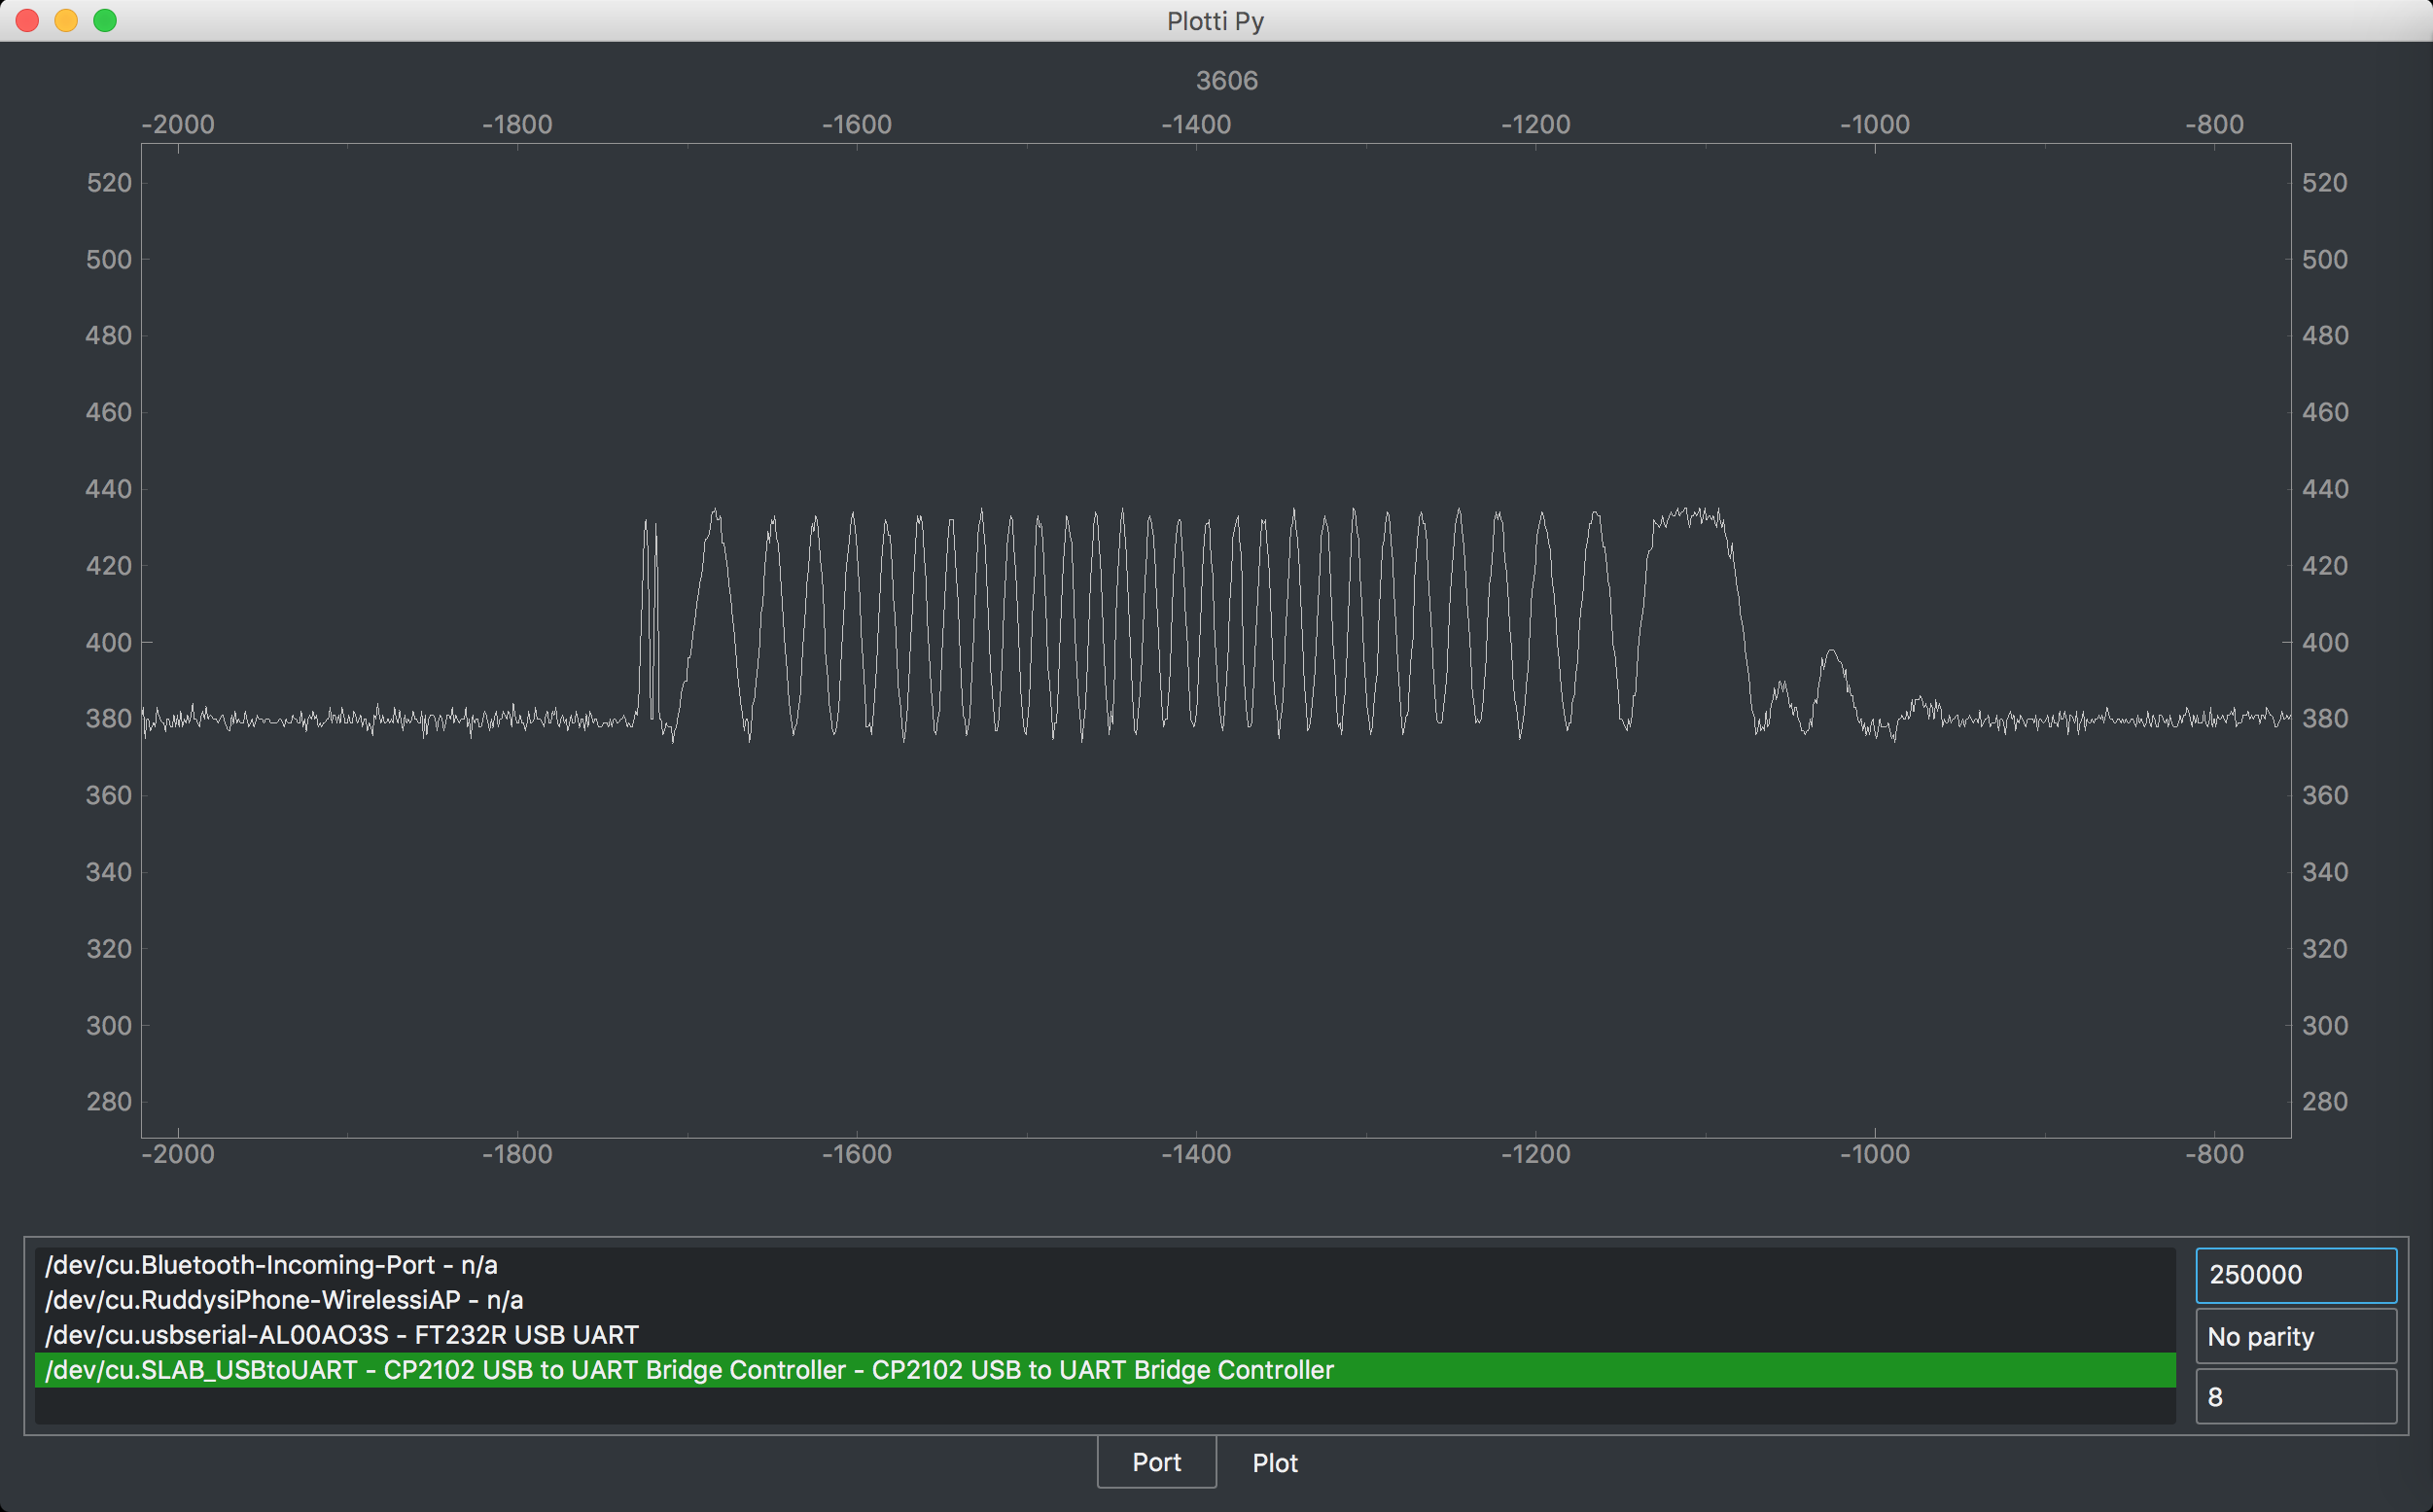 Plotti Py
3606
-2000 -1800 -1600 -1400 -1200 -1000 -800
520 520
500 500
480 480
460 460
440 440
420 420
400 400
380 380
360 360
340 340
320 320
300 300
280 280
-2000 -1800 -1600 -1400 -1200 -1000 -800
/dev/cu.Bluetooth-Incoming-Port - n/a
/dev/cu.RuddysiPhone-WirelessiAP - n/a
/dev/cu.usbserial-AL00AO3S - FT232R USB UART
/dev/cu.SLAB_USBtoUART - CP2102 USB to UART Bridge Controller - CP2102 USB to UART Bridge Controller
250000
No parity
8
Port Plot